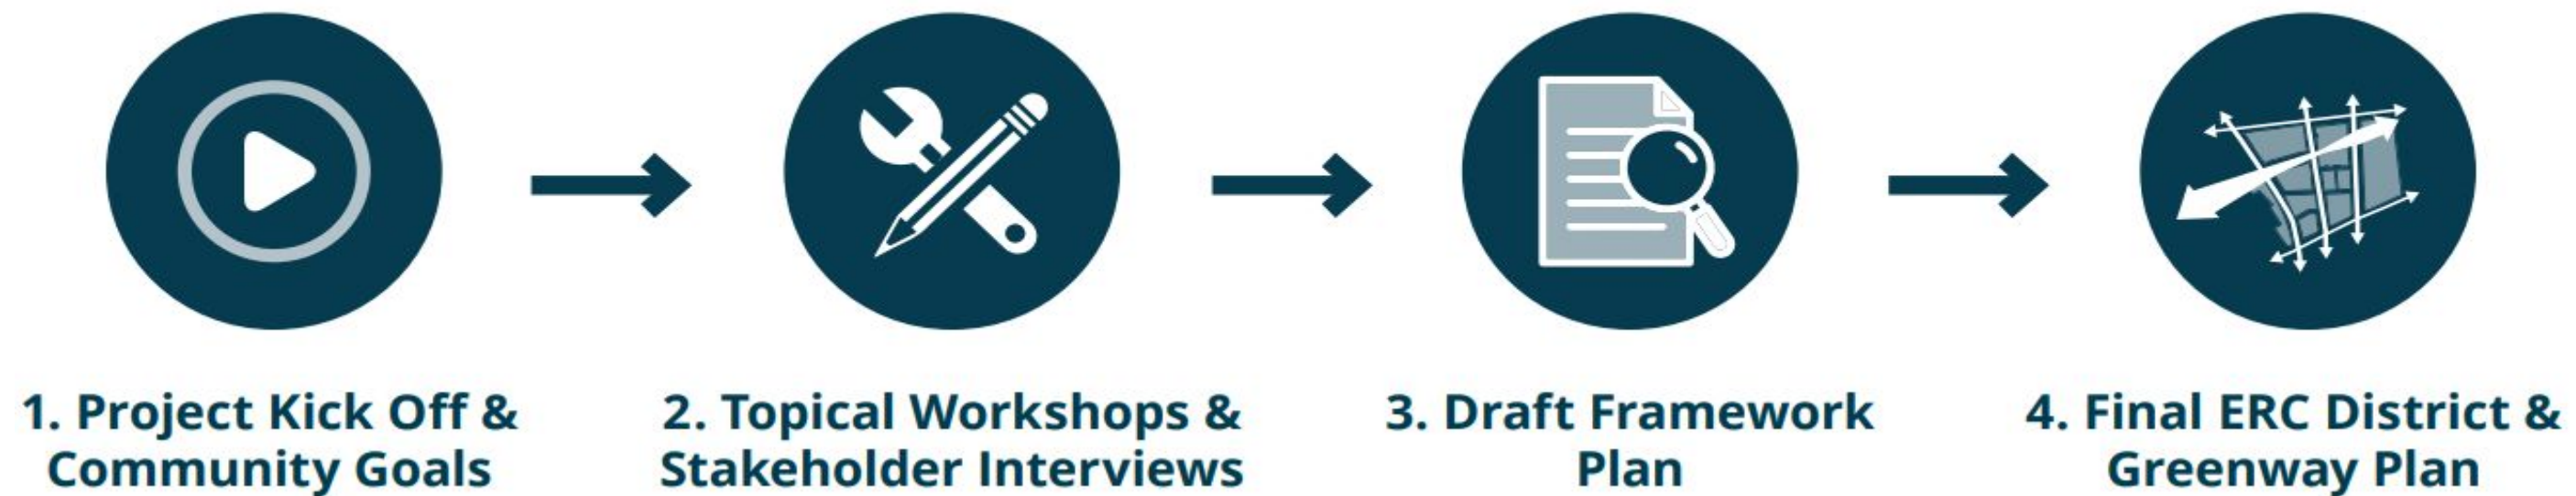 1. Project Kick Off &
Community Goals
2. Topical Workshops &
Stakeholder Interviews
3. Draft Framework
Plan
4. Final ERC District &
Greenway Plan